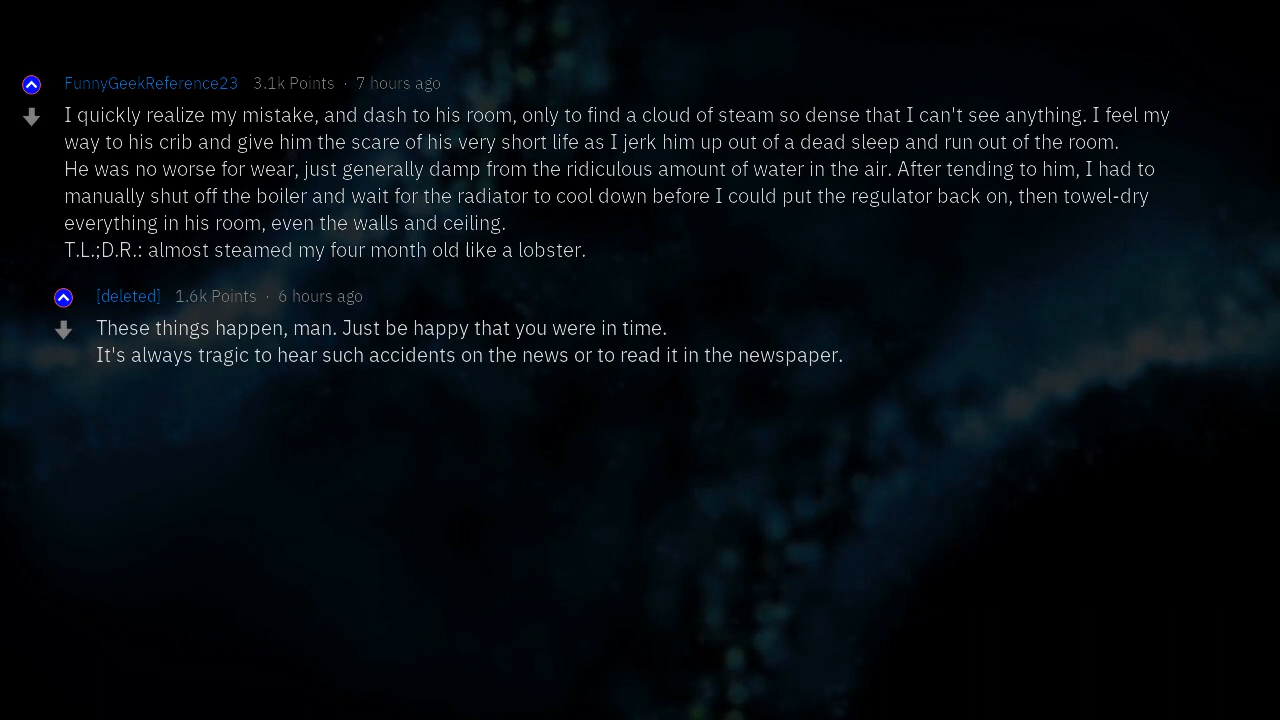 FunnyGeekReference23 3.1k Points · 7 hours ago
I quickly realize my mistake, and dash to his room, only to find a cloud of steam so dense that I can't see anything. I feel my
way to his crib and give him the scare of his very short life as I jerk him up out of a dead sleep and run out of the room.
He was no worse for wear, just generally damp from the ridiculous amount of water in the air. After tending to him, I had to
manually shut off the boiler and wait for the radiator to cool down before I could put the regulator back on, then towel-dry
everything in his room, even the walls and ceiling.
T.L.;D.R.: almost steamed my four month old like a lobster.
[deleted] 1.6k Points · 6 hours ago
These things happen, man. Just be happy that you were in time.
It's always tragic to hear such accidents on the news or to read it in the newspaper.